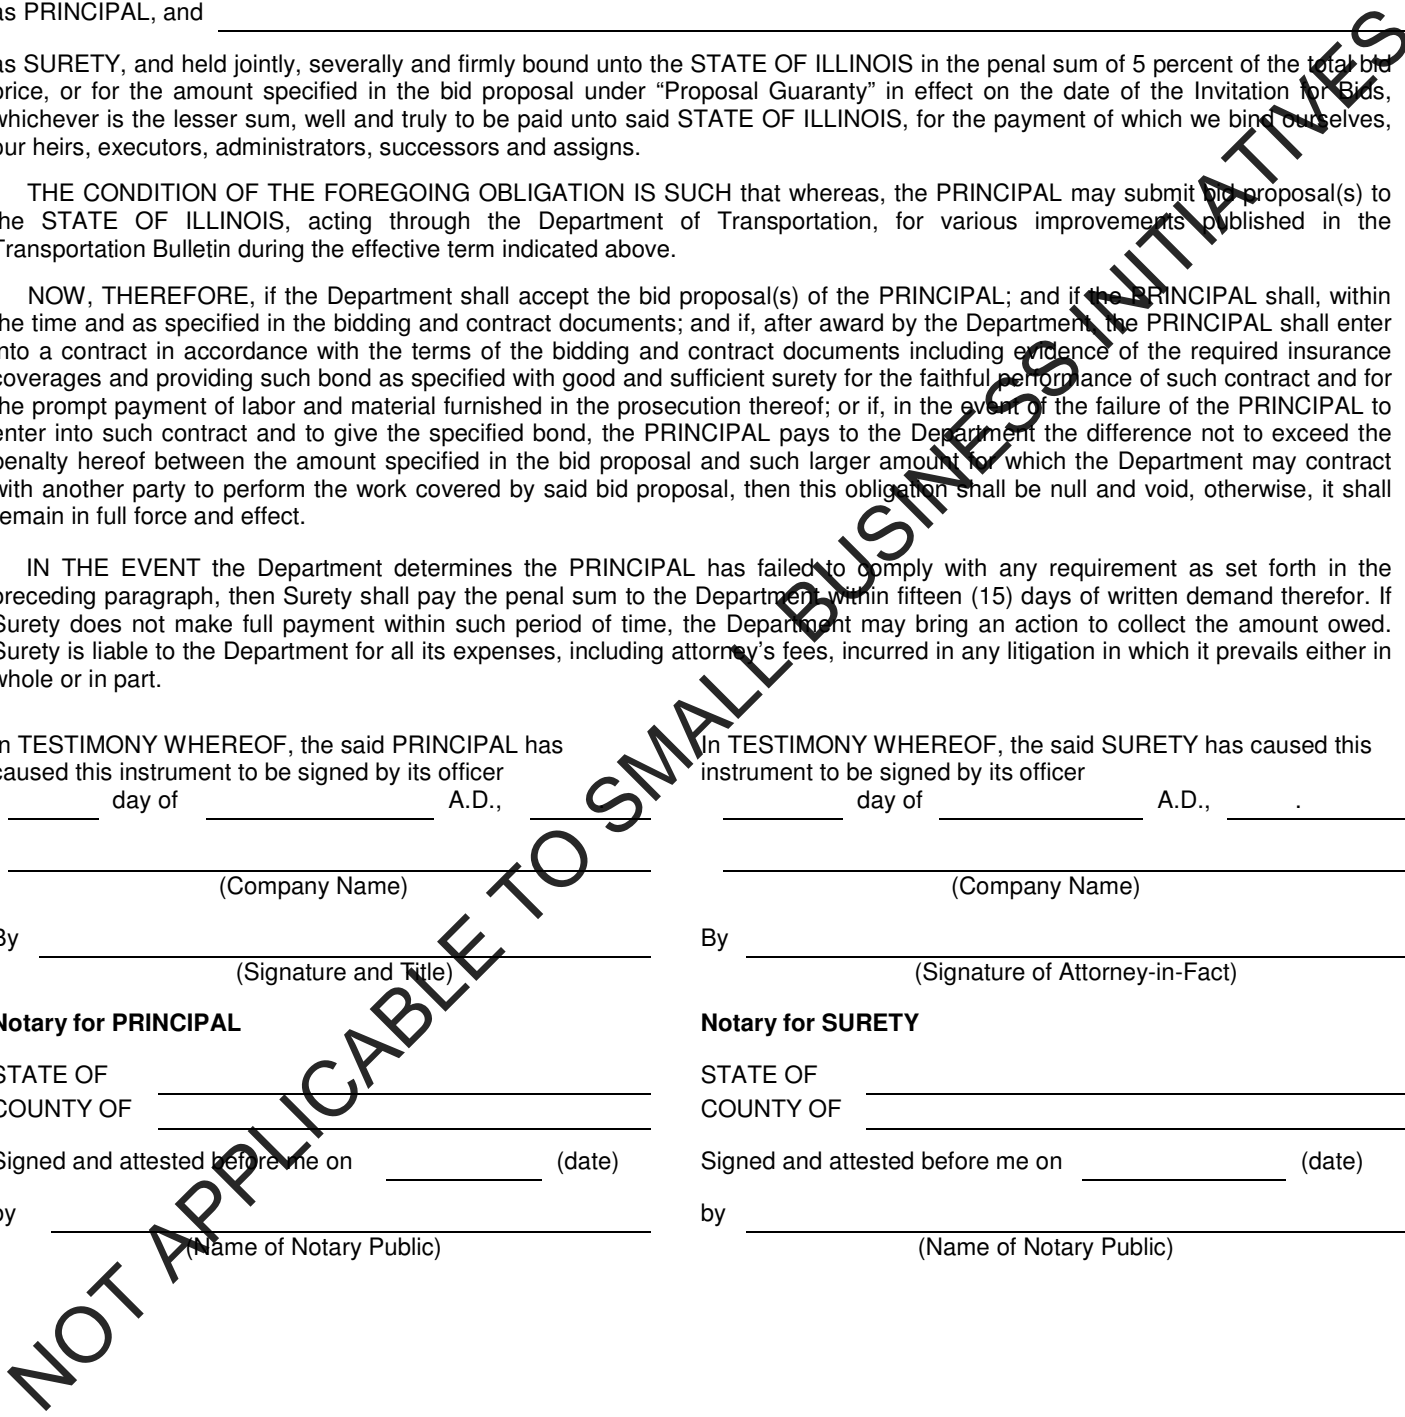 as PRINCIPAL, and
as SURETY, and held jointly, severally and firmly bound unto the STATE OF ILLINOIS in the penal sum of 5 percent of the total bid
price, or for the amount specified in the bid proposal under “Proposal Guaranty” in effect on the date of the Invitation for Bids,
whichever is the lesser sum, well and truly to be paid unto said STATE OF ILLINOIS, for the payment of which we bind ourselves,
our heirs, executors, administrators, successors and assigns.
THE CONDITION OF THE FOREGOING OBLIGATION IS SUCH that whereas, the PRINCIPAL may submit bid proposal(s) to
the STATE OF ILLINOIS, acting through the Department of Transportation, for various improvements published in the
Transportation Bulletin during the effective term indicated above.
NOW, THEREFORE, if the Department shall accept the bid proposal(s) of the PRINCIPAL; and if the PRINCIPAL shall, within
the time and as specified in the bidding and contract documents; and if, after award by the Department, the PRINCIPAL shall enter
into a contract in accordance with the terms of the bidding and contract documents including evidence of the required insurance
coverages and providing such bond as specified with good and sufficient surety for the faithful performance of such contract and for
the prompt payment of labor and material furnished in the prosecution thereof; or if, in the event of the failure of the PRINCIPAL to
enter into such contract and to give the specified bond, the PRINCIPAL pays to the Department the difference not to exceed the
penalty hereof between the amount specified in the bid proposal and such larger amount for which the Department may contract
with another party to perform the work covered by said bid proposal, then this obligation shall be null and void, otherwise, it shall
remain in full force and effect.
IN THE EVENT the Department determines the PRINCIPAL has failed to comply with any requirement as set forth in the
preceding paragraph, then Surety shall pay the penal sum to the Department within fifteen (15) days of written demand therefor. If
Surety does not make full payment within such period of time, the Department may bring an action to collect the amount owed.
Surety is liable to the Department for all its expenses, including attorney’s fees, incurred in any litigation in which it prevails either in
whole or in part.
In TESTIMONY WHEREOF, the said PRINCIPAL has
caused this instrument to be signed by its officer
day of A.D., .
(Company Name)
By
(Signature and Title)
Notary for PRINCIPAL
STATE OF
COUNTY OF
Signed and attested before me on (date)
by
(Name of Notary Public)
In TESTIMONY WHEREOF, the said SURETY has caused this
instrument to be signed by its officer
day of A.D., .
(Company Name)
By
(Signature of Attorney-in-Fact)
Notary for SURETY
STATE OF
COUNTY OF
Signed and attested before me on (date)
by
(Name of Notary Public)
NOT APPLICABLE TO SMALL BUSINESS INITIATIVES